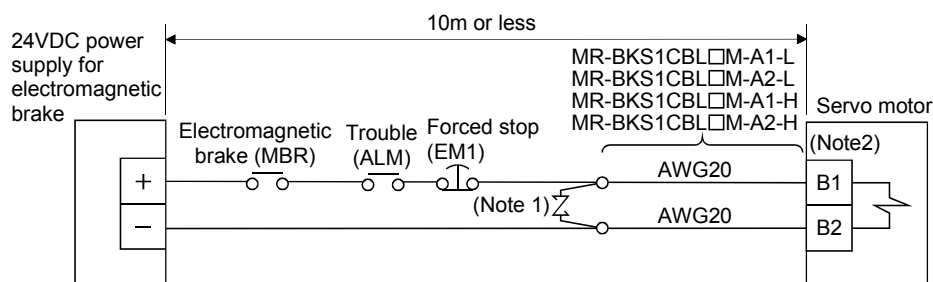 10m or less
24VDC power
supply for
electromagnetic
brake
MR-BKS1CBL□M-A1-L
MR-BKS1CBL□M-A2-L
MR-BKS1CBL□M-A1-H
MR-BKS1CBL□M-A2-H
Servo motor
Electromagnetic
brake (MBR)
Trouble
(ALM)
Forced stop
(EM1)
(Note2)
+
AWG20
B1
(Note 1)
−
AWG20
B2